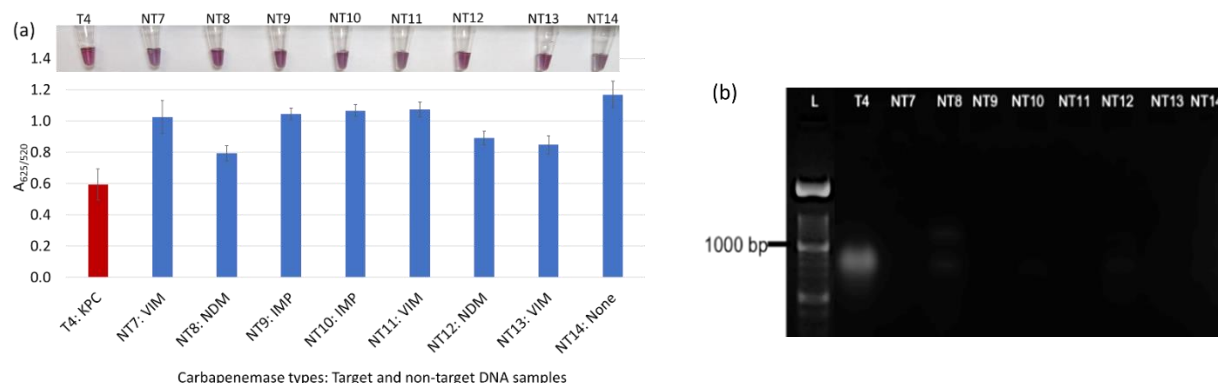 (a)
T4 NT7 NT8 NT9 NT10 NT11 NT12 NT13 NT14
1.4
1.2
1.0
0.8
0.6
0.4
0.2
0.0
A625/520
T4: KPC
NT7: VIM
NT8: NDM
NT9: IMP
NT10: IMP
NT11: VIM
NT12: NDM
NT13: VIM
NT14: None
Carbapenemase types: Target and non-target DNA samples
(b)
L T4 NT7 NT8 NT9 NT10 NT11 NT12 NT13 NT14
1000 bp